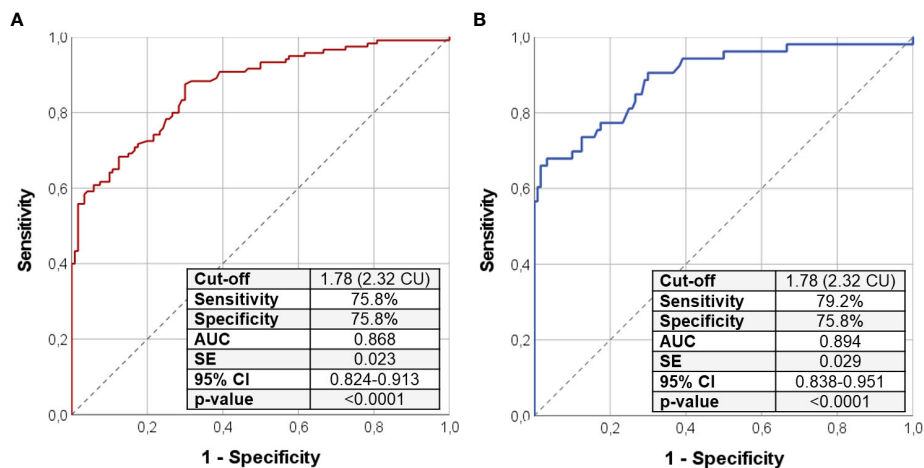 A
1,0
0,8
0,6
0,4
0,2
0,0
Sensitivity
0,2 0,4 0,6 0,8 1,0
1 - Specificity
Cut-off 1.78 (2.32 CU)
Sensitivity 75.8%
Specificity 75.8%
AUC 0.868
SE 0.023
95% CI 0.824-0.913
p-value <0.0001
B
1,0
0,8
0,6
0,4
0,2
0,0
Sensitivity
0,2 0,4 0,6 0,8 1,0
1 - Specificity
Cut-off 1.78 (2.32 CU)
Sensitivity 79.2%
Specificity 75.8%
AUC 0.894
SE 0.029
95% CI 0.838-0.951
p-value <0.0001